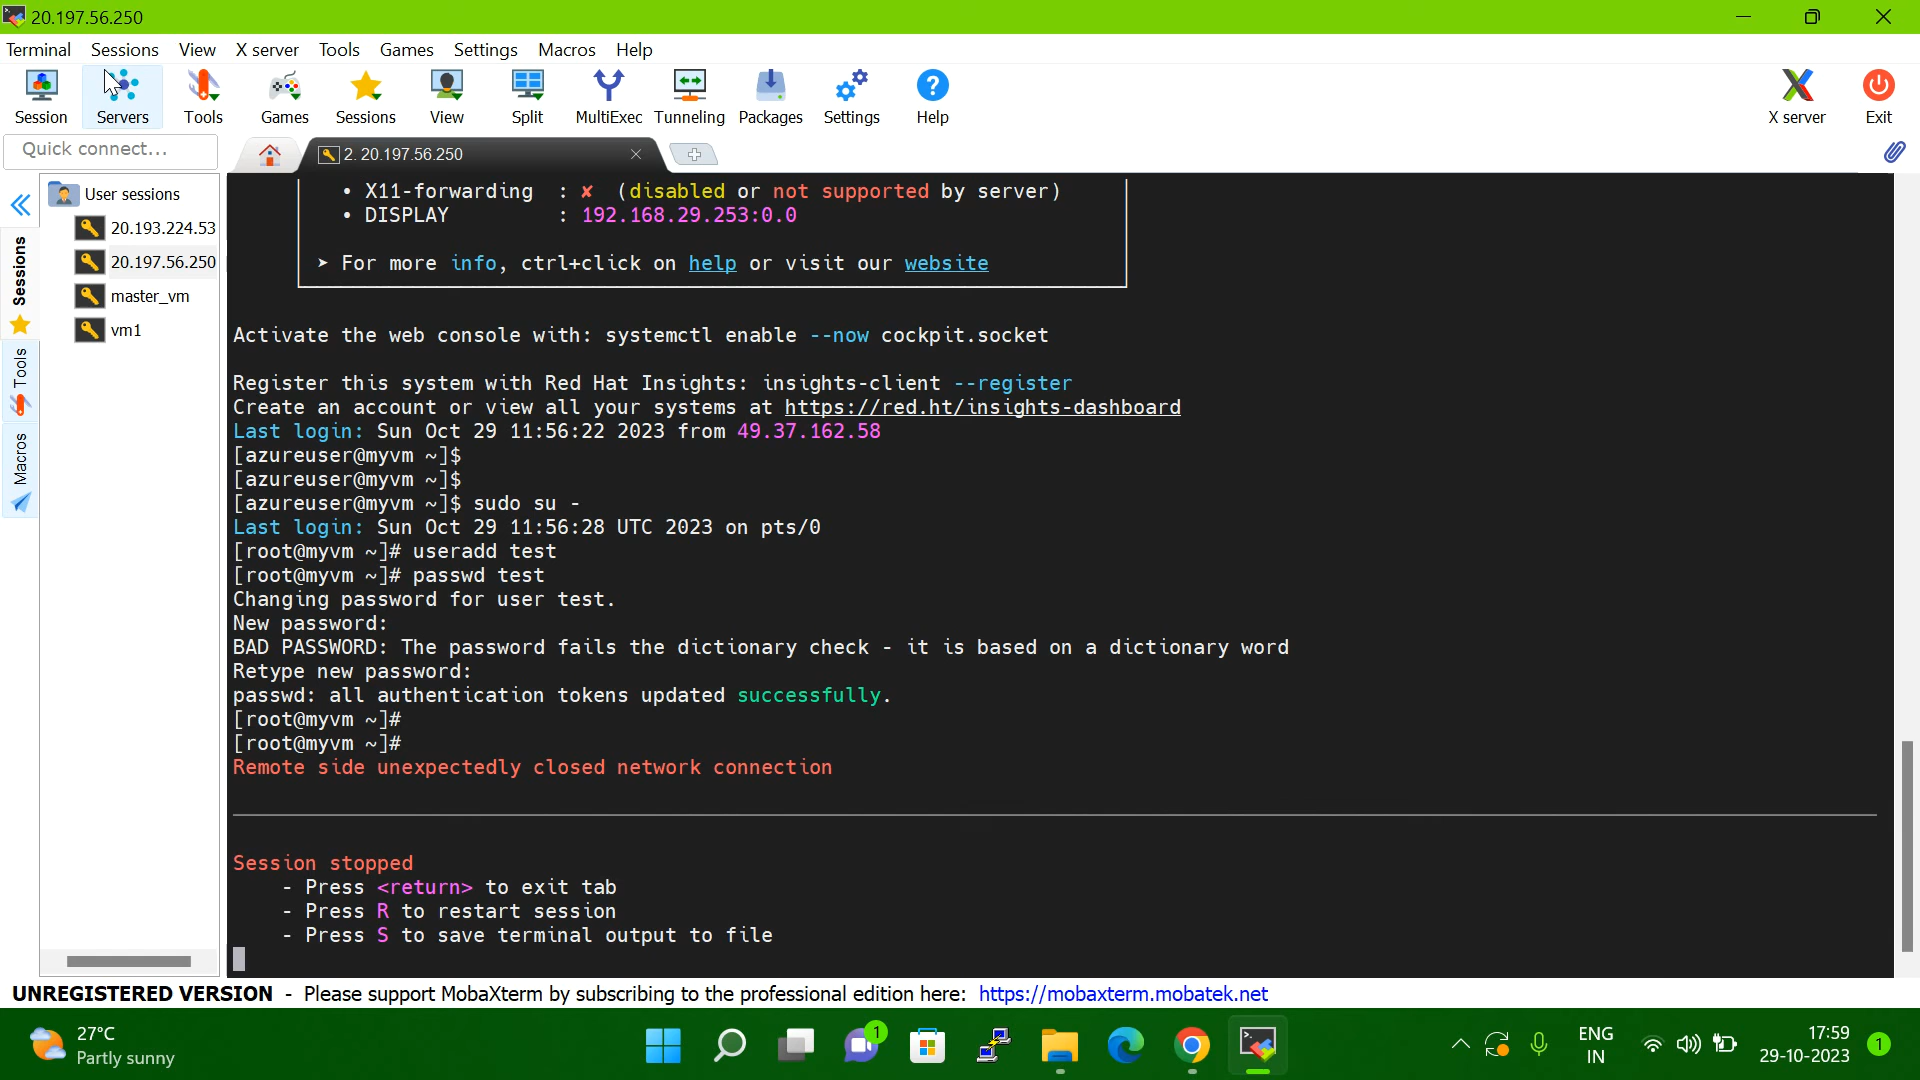 20.197.56.250
Terminal Sessions View X server Tools Games Settings Macros Help
Session Servers Tools Games Sessions View Split MultiExec Tunneling Packages Settings Help X server Exit
Quick connect...
2. 20.197.56.250
User sessions
20.193.224.53
20.197.56.250
master_vm
vm1
Sessions
Tools
Macros
• X11-forwarding : ✘ (disabled or not supported by server)
• DISPLAY : 192.168.29.253:0.0
➤ For more info, ctrl+click on help or visit our website
Activate the web console with: systemctl enable --now cockpit.socket
Register this system with Red Hat Insights: insights-client --register
Create an account or view all your systems at https://red.ht/insights-dashboard
Last login: Sun Oct 29 11:56:22 2023 from 49.37.162.58
[azureuser@myvm ~]$
[azureuser@myvm ~]$
[azureuser@myvm ~]$ sudo su -
Last login: Sun Oct 29 11:56:28 UTC 2023 on pts/0
[root@myvm ~]# useradd test
[root@myvm ~]# passwd test
Changing password for user test.
New password:
BAD PASSWORD: The password fails the dictionary check - it is based on a dictionary word
Retype new password:
passwd: all authentication tokens updated successfully.
[root@myvm ~]#
[root@myvm ~]#
Remote side unexpectedly closed network connection
Session stopped
- Press <return> to exit tab
- Press R to restart session
- Press S to save terminal output to file
UNREGISTERED VERSION - Please support MobaXterm by subscribing to the professional edition here: https://mobaxterm.mobatek.net
27°C
Partly sunny
1
ENG
IN
17:59
29-10-2023
1